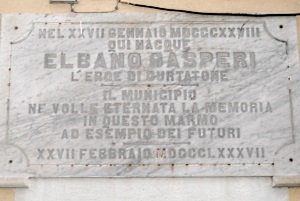 NEL XXVII GENNAIO MDCCCXXVIII
QUI NACQUE
ELBANO GASPERI
L'EROE DI CURTATONE
IL MUNICIPIO
NE VOLLE ETERNATA LA MEMORIA
IN QUESTO MARMO
AD ESEMPIO DEI FUTURI
XXVII FEBBRAIO MDCCCLXXXVII